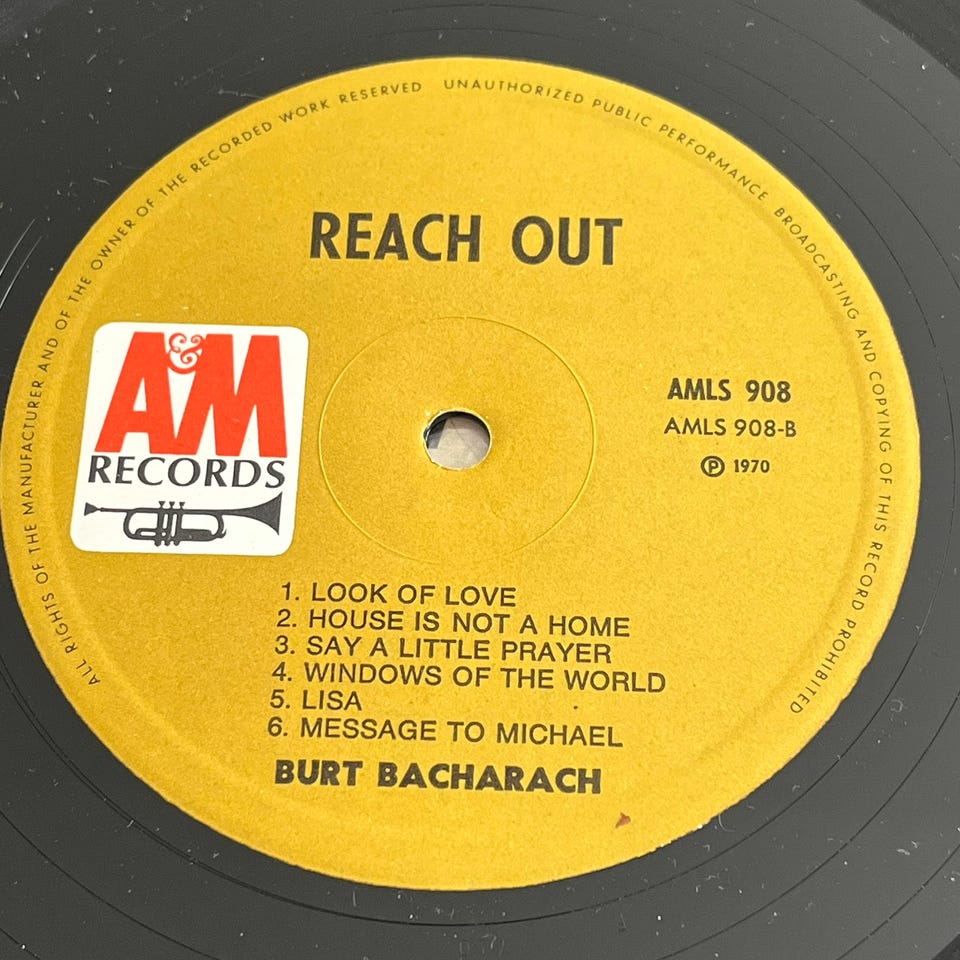 ALL RIGHTS OF THE MANUFACTURER AND OF THE OWNER OF THE RECORDED WORK RESERVED UNAUTHORIZED PUBLIC PERFORMANCE BROADCASTING AND COPYING OF THIS RECORD PROHIBITED
REACH OUT
A&M
RECORDS
AMLS 908
AMLS 908-B
Ⓟ 1970
1. LOOK OF LOVE
2. HOUSE IS NOT A HOME
3. SAY A LITTLE PRAYER
4. WINDOWS OF THE WORLD
5. LISA
6. MESSAGE TO MICHAEL
BURT BACHARACH